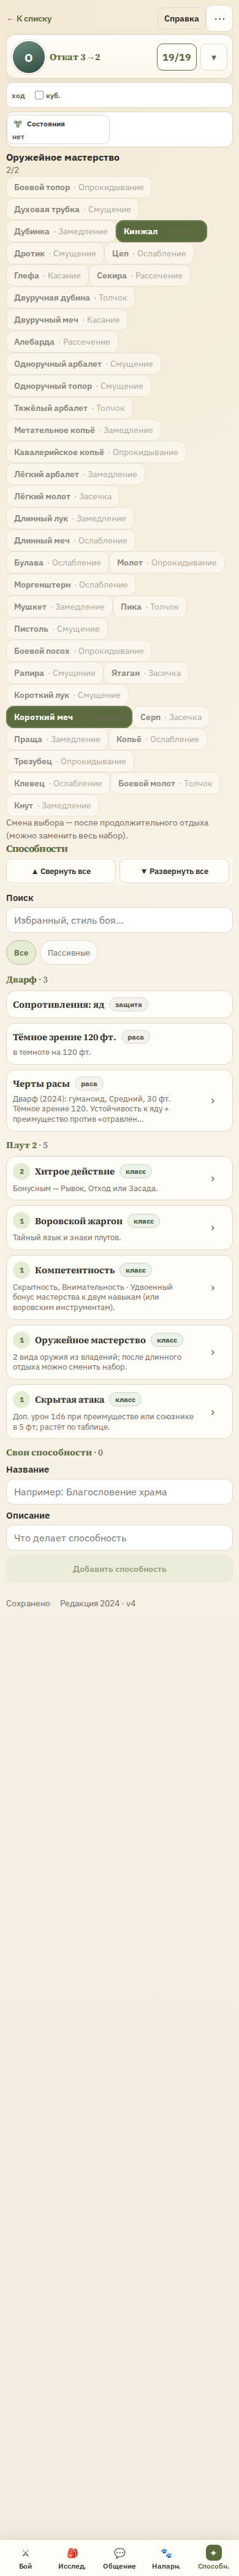 ← К списку
Справка
⋯
О
Откат 3→2
19/19
▼
ход
куб.
Состояния
нет
Оружейное мастерство
2/2
Боевой топор · Опрокидывание
Духовая трубка · Смущение
Дубинка · Замедление
Кинжал
Дротик · Смущение
Цеп · Ослабление
Глефа · Касание
Секира · Рассечение
Двуручная дубина · Толчок
Двуручный меч · Касание
Алебарда · Рассечение
Одноручный арбалет · Смущение
Одноручный топор · Смущение
Тяжёлый арбалет · Толчок
Метательное копьё · Замедление
Кавалерийское копьё · Опрокидывание
Лёгкий арбалет · Замедление
Лёгкий молот · Засечка
Длинный лук · Замедление
Длинный меч · Ослабление
Булава · Ослабление
Молот · Опрокидывание
Моргенштерн · Ослабление
Мушкет · Замедление
Пика · Толчок
Пистоль · Смущение
Боевой посох · Опрокидывание
Рапира · Смущение
Ятаган · Засечка
Короткий лук · Смущение
Короткий меч
Серп · Засечка
Праща · Замедление
Копьё · Ослабление
Трезубец · Опрокидывание
Клевец · Ослабление
Боевой молот · Толчок
Кнут · Замедление
Смена выбора — после продолжительного отдыха
(можно заменить весь набор).
Способности
▲ Свернуть все
▼ Развернуть все
Поиск
Избранный, стиль боя…
Все
Пассивные
Дварф · 3
Сопротивления: яд
защита
Тёмное зрение 120 фт.
раса
в темноте на 120 фт.
Черты расы
раса
Дварф (2024): гуманоид, Средний, 30 фт.
Тёмное зрение 120. Устойчивость к яду +
преимущество против «отравлен…
›
Плут 2 · 5
2
Хитрое действие
класс
Бонусным — Рывок, Отход или Засада.
›
1
Воровской жаргон
класс
Тайный язык и знаки плутов.
›
1
Компетентность
класс
Скрытность, Внимательность · Удвоенный
бонус мастерства к двум навыкам (или
воровским инструментам).
›
1
Оружейное мастерство
класс
2 вида оружия из владений; после длинного
отдыха можно сменить набор.
›
1
Скрытая атака
класс
Доп. урон 1d6 при преимуществе или союзнике
в 5 фт; растёт по таблице.
›
Свои способности · 0
Название
Например: Благословение храма
Описание
Что делает способность
Добавить способность
Сохранено
Редакция 2024 · v4
Бой
Исслед.
Общение
Напарн.
Способн.